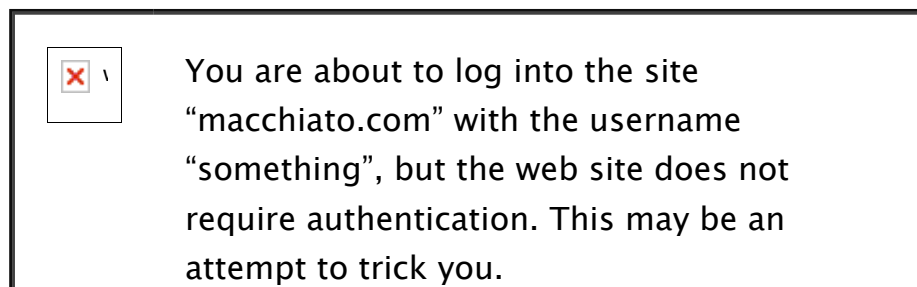 You are about to log into the site
“macchiato.com” with the username
“something”, but the web site does not
require authentication. This may be an
attempt to trick you.